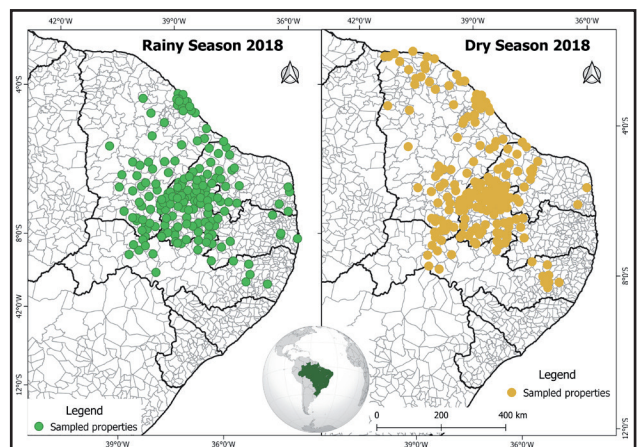 42°0'W 39°0'W 36°0'W 42°0'W 39°0'W 36°0'W
Rainy Season 2018
Dry Season 2018
4°0'S
4°0'S
8°0'S
8°0'S
42°0'W
12°0'S
12°0'S
Legend
Sampled properties
Legend
Sampled properties
0 200 400 km
39°0'W 36°0'W 39°0'W 36°0'W